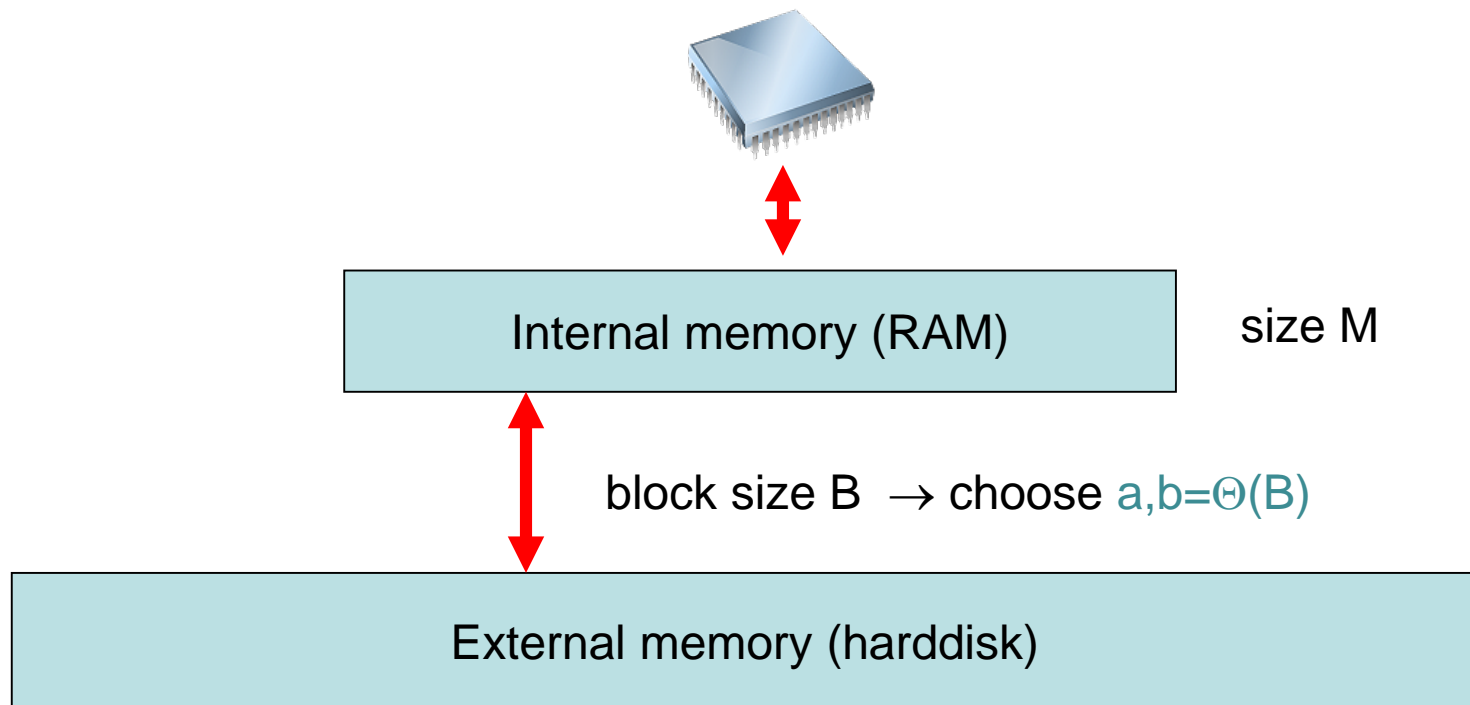 Internal memory (RAM)
size M
block size B → choose a,b=Θ(B)
External memory (harddisk)